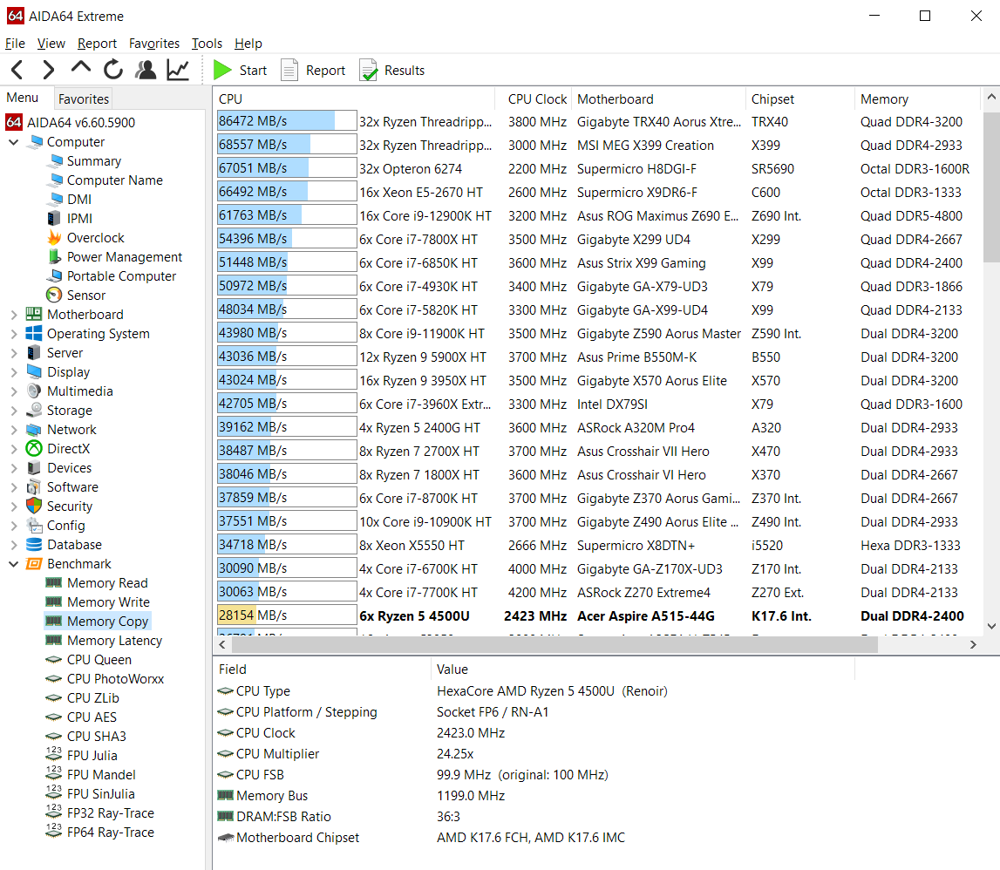 AIDA64 Extreme
File View Report Favorites Tools Help
Start Report Results
Menu Favorites
64 AIDA64 v6.60.5900
Computer
Summary
Computer Name
DMI
IPMI
Overclock
Power Management
Portable Computer
Sensor
Motherboard
Operating System
Server
Display
Multimedia
Storage
Network
DirectX
Devices
Software
Security
Config
Database
Benchmark
Memory Read
Memory Write
Memory Copy
Memory Latency
CPU Queen
CPU PhotoWorxx
CPU ZLib
CPU AES
CPU SHA3
123 FPU Julia
123 FPU Mandel
123 FPU SinJulia
123 FP32 Ray-Trace
123 FP64 Ray-Trace
CPU CPU Clock Motherboard Chipset Memory
86472 MB/s 32x Ryzen Threadripp... 3800 MHz Gigabyte TRX40 Aorus Xtre... TRX40 Quad DDR4-3200
68557 MB/s 32x Ryzen Threadripp... 3000 MHz MSI MEG X399 Creation X399 Quad DDR4-2933
67051 MB/s 32x Opteron 6274 2200 MHz Supermicro H8DGI-F SR5690 Octal DDR3-1600R
66492 MB/s 16x Xeon E5-2670 HT 2600 MHz Supermicro X9DR6-F C600 Octal DDR3-1333
61763 MB/s 16x Core i9-12900K HT 3200 MHz Asus ROG Maximus Z690 E... Z690 Int. Quad DDR5-4800
54396 MB/s 6x Core i7-7800X HT 3500 MHz Gigabyte X299 UD4 X299 Quad DDR4-2667
51448 MB/s 6x Core i7-6850K HT 3600 MHz Asus Strix X99 Gaming X99 Quad DDR4-2400
50972 MB/s 6x Core i7-4930K HT 3400 MHz Gigabyte GA-X79-UD3 X79 Quad DDR3-1866
48034 MB/s 6x Core i7-5820K HT 3300 MHz Gigabyte GA-X99-UD4 X99 Quad DDR4-2133
43980 MB/s 8x Core i9-11900K HT 3500 MHz Gigabyte Z590 Aorus Master Z590 Int. Dual DDR4-3200
43036 MB/s 12x Ryzen 9 5900X HT 3700 MHz Asus Prime B550M-K B550 Dual DDR4-3200
43024 MB/s 16x Ryzen 9 3950X HT 3500 MHz Gigabyte X570 Aorus Elite X570 Dual DDR4-3200
42705 MB/s 6x Core i7-3960X Extr... 3300 MHz Intel DX79SI X79 Quad DDR3-1600
39162 MB/s 4x Ryzen 5 2400G HT 3600 MHz ASRock A320M Pro4 A320 Dual DDR4-2933
38487 MB/s 8x Ryzen 7 2700X HT 3700 MHz Asus Crosshair VII Hero X470 Dual DDR4-2933
38046 MB/s 8x Ryzen 7 1800X HT 3600 MHz Asus Crosshair VI Hero X370 Dual DDR4-2667
37859 MB/s 6x Core i7-8700K HT 3700 MHz Gigabyte Z370 Aorus Gami... Z370 Int. Dual DDR4-2667
37551 MB/s 10x Core i9-10900K HT 3700 MHz Gigabyte Z490 Aorus Elite ... Z490 Int. Dual DDR4-2933
34718 MB/s 8x Xeon X5550 HT 2666 MHz Supermicro X8DTN+ i5520 Hexa DDR3-1333
30090 MB/s 4x Core i7-6700K HT 4000 MHz Gigabyte GA-Z170X-UD3 Z170 Int. Dual DDR4-2133
30063 MB/s 4x Core i7-7700K HT 4200 MHz ASRock Z270 Extreme4 Z270 Ext. Dual DDR4-2133
28154 MB/s 6x Ryzen 5 4500U 2423 MHz Acer Aspire A515-44G K17.6 Int. Dual DDR4-2400
Field Value
CPU Type HexaCore AMD Ryzen 5 4500U (Renoir)
CPU Platform / Stepping Socket FP6 / RN-A1
CPU Clock 2423.0 MHz
CPU Multiplier 24.25x
CPU FSB 99.9 MHz (original: 100 MHz)
Memory Bus 1199.0 MHz
DRAM:FSB Ratio 36:3
Motherboard Chipset AMD K17.6 FCH, AMD K17.6 IMC